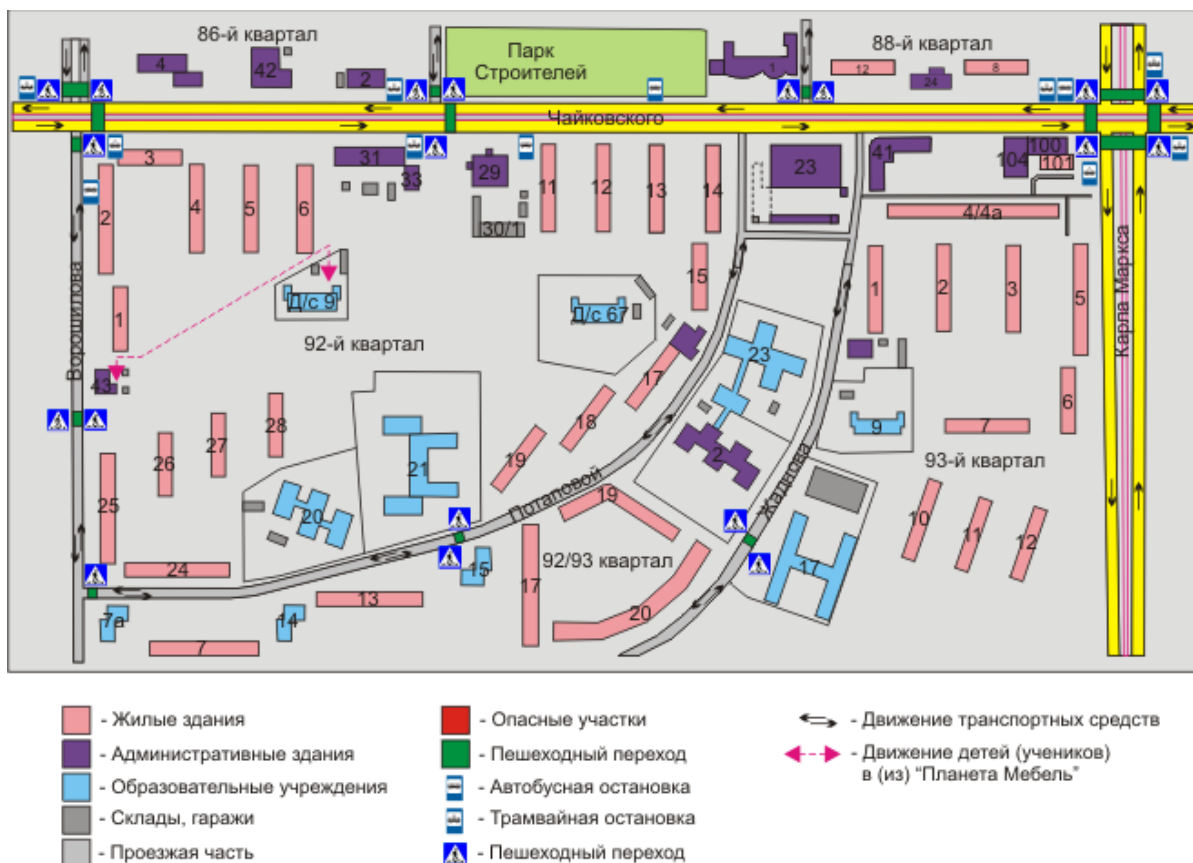 86-й квартал
Парк
Строителей
88-й квартал
4
42
2
1
12
24
8
Чайковского
3
31
33
29
23
41
100
104
101
2
4
5
6
11
12
13
14
30/1
4/4а
Ворошилова
1
Д/с 9
Д/с 67
15
1
2
3
5
Карла Маркса
92-й квартал
43
17
23
9
7
6
28
27
26
25
18
19
21
20
2
93-й квартал
Потаповой
Жаднова
19
10
11
12
24
15
17
92/93 квартал
17
20
13
7а
14
7
- Жилые здания
- Административные здания
- Образовательные учреждения
- Склады, гаражи
- Проезжая часть
- Опасные участки
- Пешеходный переход
- Автобусная остановка
- Трамвайная остановка
- Пешеходный переход
- Движение транспортных средств
- Движение детей (учеников)
в (из) "Планета Мебель"